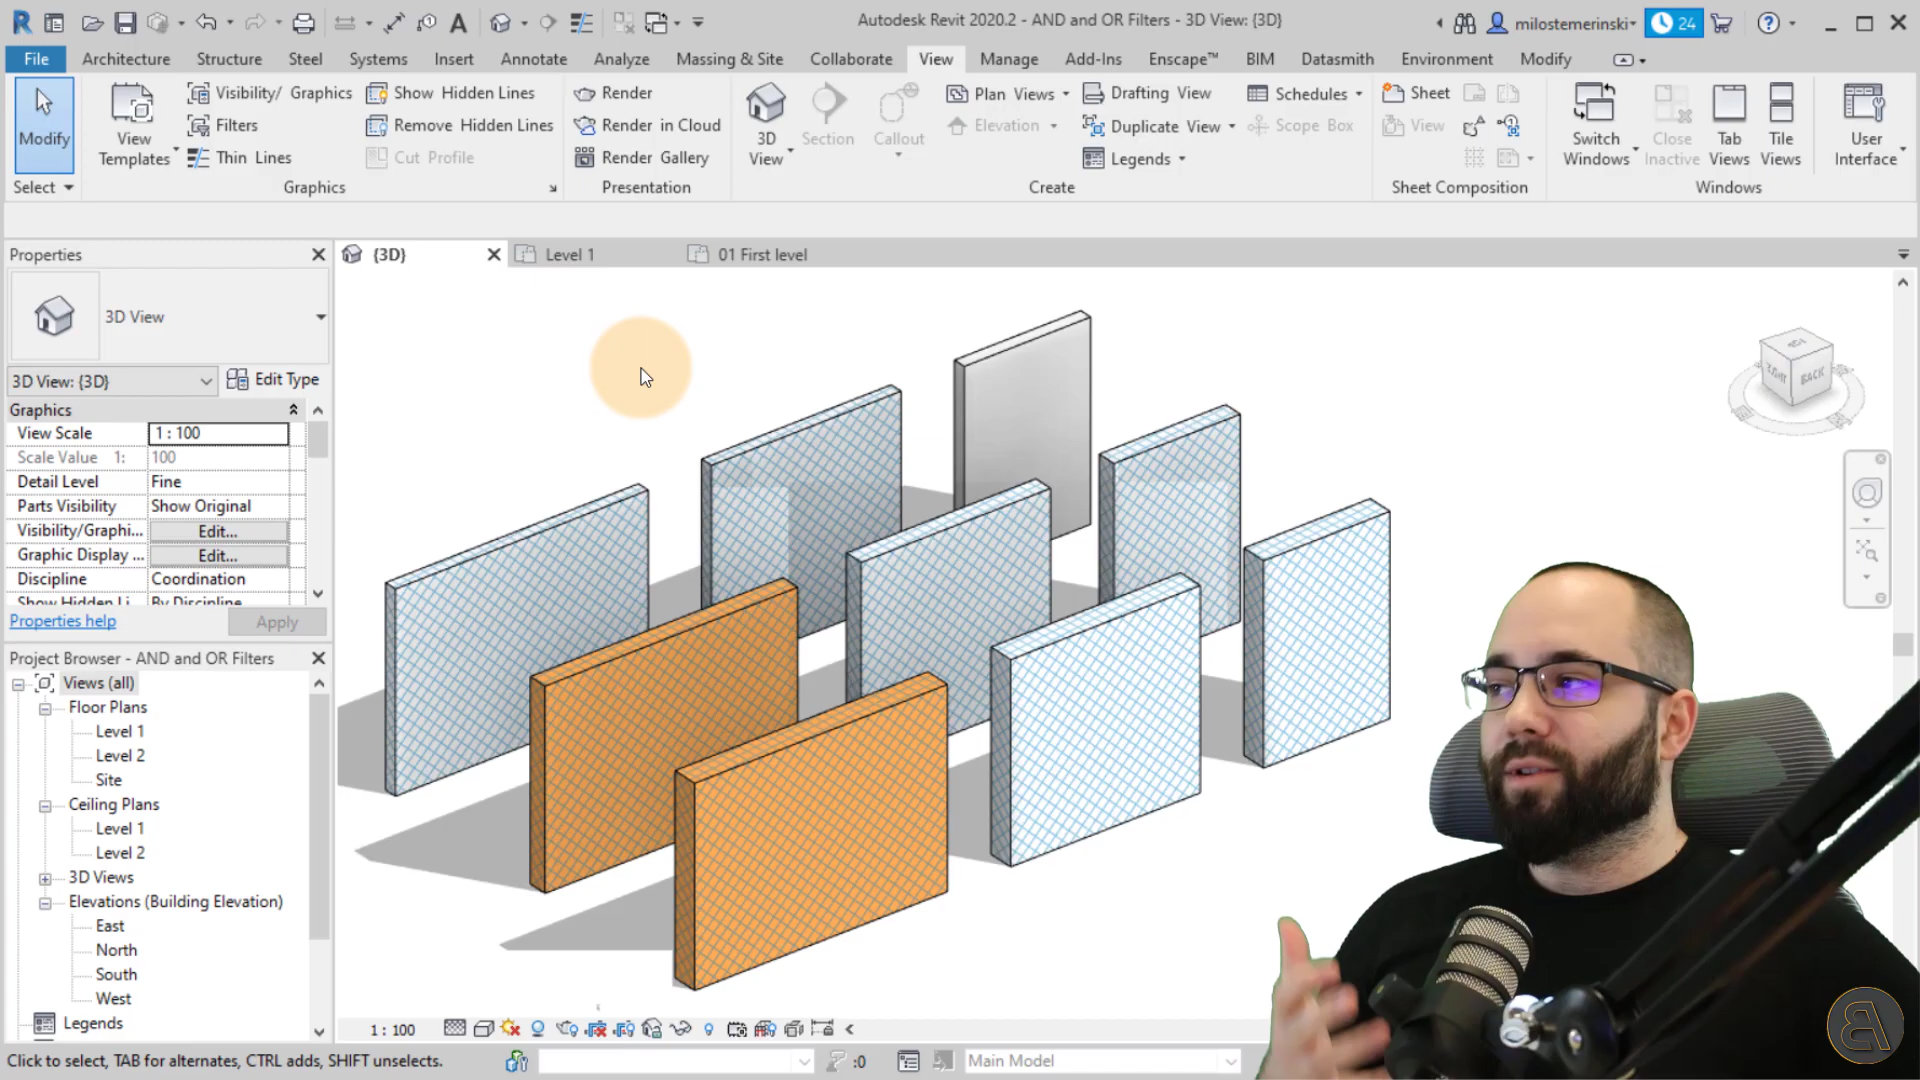 Autodesk Revit 2020.2 - AND and OR Filters - 3D View: {3D}
milostemerinski
24
File Architecture Structure Steel Systems Insert Annotate Analyze Massing & Site Collaborate View Manage Add-Ins Enscape™ BIM Datasmith Environment Modify
Modify
Select
View Templates
Visibility/ Graphics
Filters
Thin Lines
Show Hidden Lines
Remove Hidden Lines
Cut Profile
Graphics
Render
Render in Cloud
Render Gallery
Presentation
3D View
Section
Callout
Plan Views
Elevation
Drafting View
Duplicate View
Legends
Schedules
Scope Box
Create
Sheet
View
Sheet Composition
Switch Windows
Close Inactive
Tab Views
Tile Views
Windows
User Interface
Properties
{3D}
Level 1
01 First level
3D View
3D View: {3D}
Edit Type
Graphics
View Scale 1 : 100
Scale Value 1: 100
Detail Level Fine
Parts Visibility Show Original
Visibility/Graphi... Edit...
Graphic Display ... Edit...
Discipline Coordination
Show Hidden Li... By Discipline
Properties help
Apply
Project Browser - AND and OR Filters
Views (all)
Floor Plans
Level 1
Level 2
Site
Ceiling Plans
Level 1
Level 2
3D Views
Elevations (Building Elevation)
East
North
South
West
Legends
TOP
RIGHT
BACK
1 : 100
Click to select, TAB for alternates, CTRL adds, SHIFT unselects.
:0
Main Model